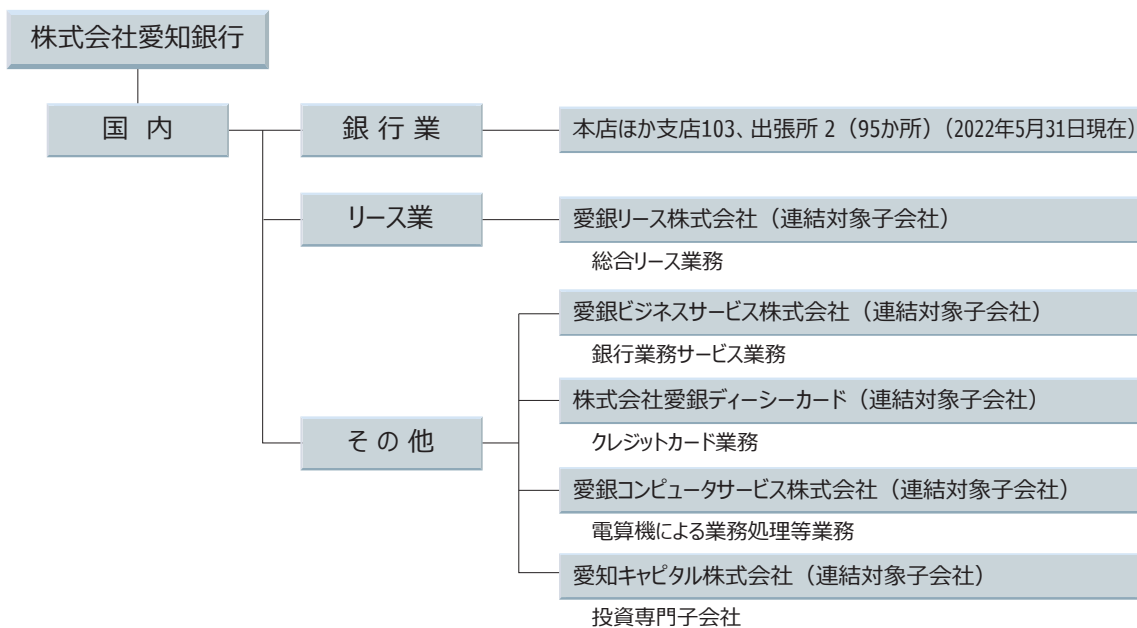 株式会社愛知銀行
国 内
銀 行 業
本店ほか支店103、出張所 2（95か所）（2022年5月31日現在）
リース業
愛銀リース株式会社（連結対象子会社）
総合リース業務
愛銀ビジネスサービス株式会社（連結対象子会社）
銀行業務サービス業務
そ の 他
株式会社愛銀ディーシーカード（連結対象子会社）
クレジットカード業務
愛銀コンピュータサービス株式会社（連結対象子会社）
電算機による業務処理等業務
愛知キャピタル株式会社（連結対象子会社）
投資専門子会社